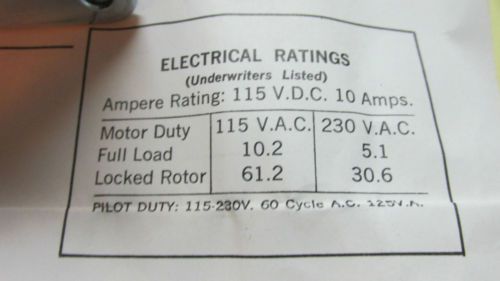 ELECTRICAL RATINGS
(Underwriters Listed)
Ampere Rating: 115 V.D.C. 10 Amps.
Motor Duty 115 V.A.C. 230 V.A.C.
Full Load 10.2 5.1
Locked Rotor 61.2 30.6
PILOT DUTY: 115-230V. 60 Cycle A.C. 125V.A.